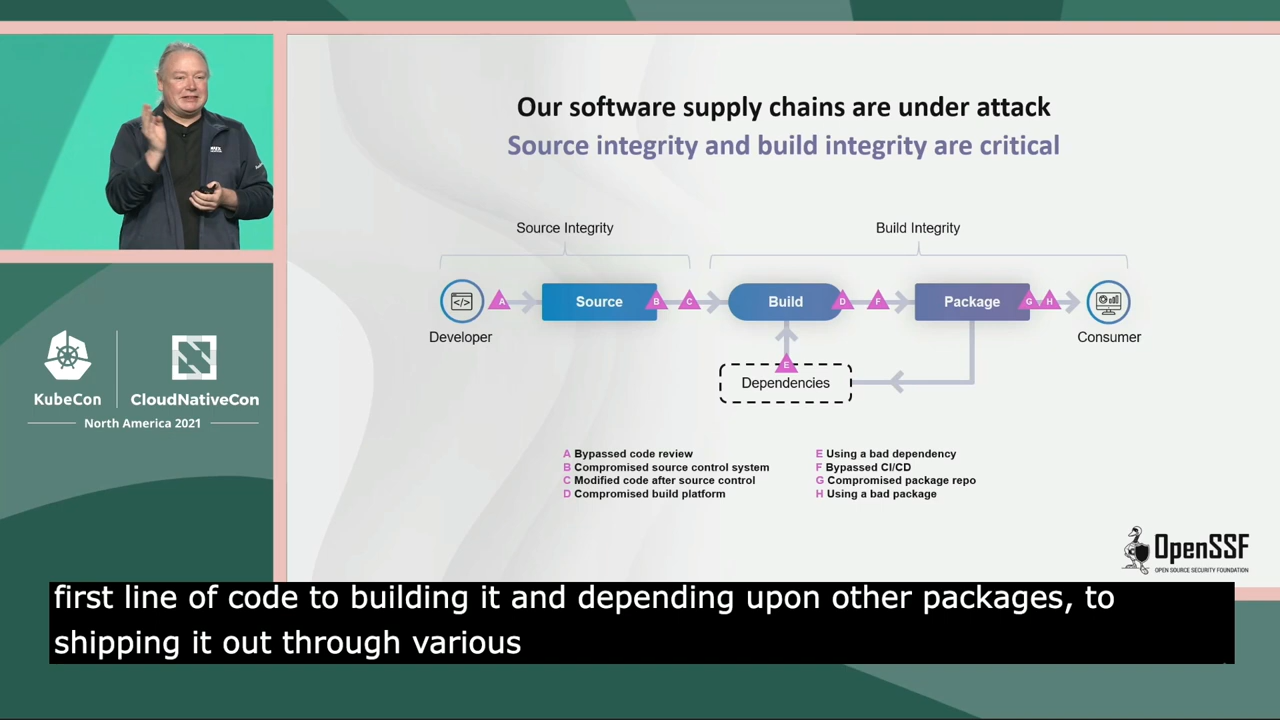 Our software supply chains are under attack
Source integrity and build integrity are critical
Source Integrity
Build Integrity
A
Source
B
C
Build
D
F
Package
G
H
Developer
Consumer
E
Dependencies
A Bypassed code review
B Compromised source control system
C Modified code after source control
D Compromised build platform
E Using a bad dependency
F Bypassed CI/CD
G Compromised package repo
H Using a bad package
KubeCon
CloudNativeCon
North America 2021
OpenSSF
OPEN SOURCE SECURITY FOUNDATION
first line of code to building it and depending upon other packages, to
shipping it out through various